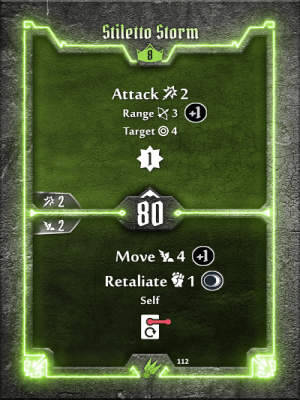 Stiletto Storm
8
Attack 2
Range 3 +1
Target 4
1
2
80
2
Move 4 +1
Retaliate 1
Self
112